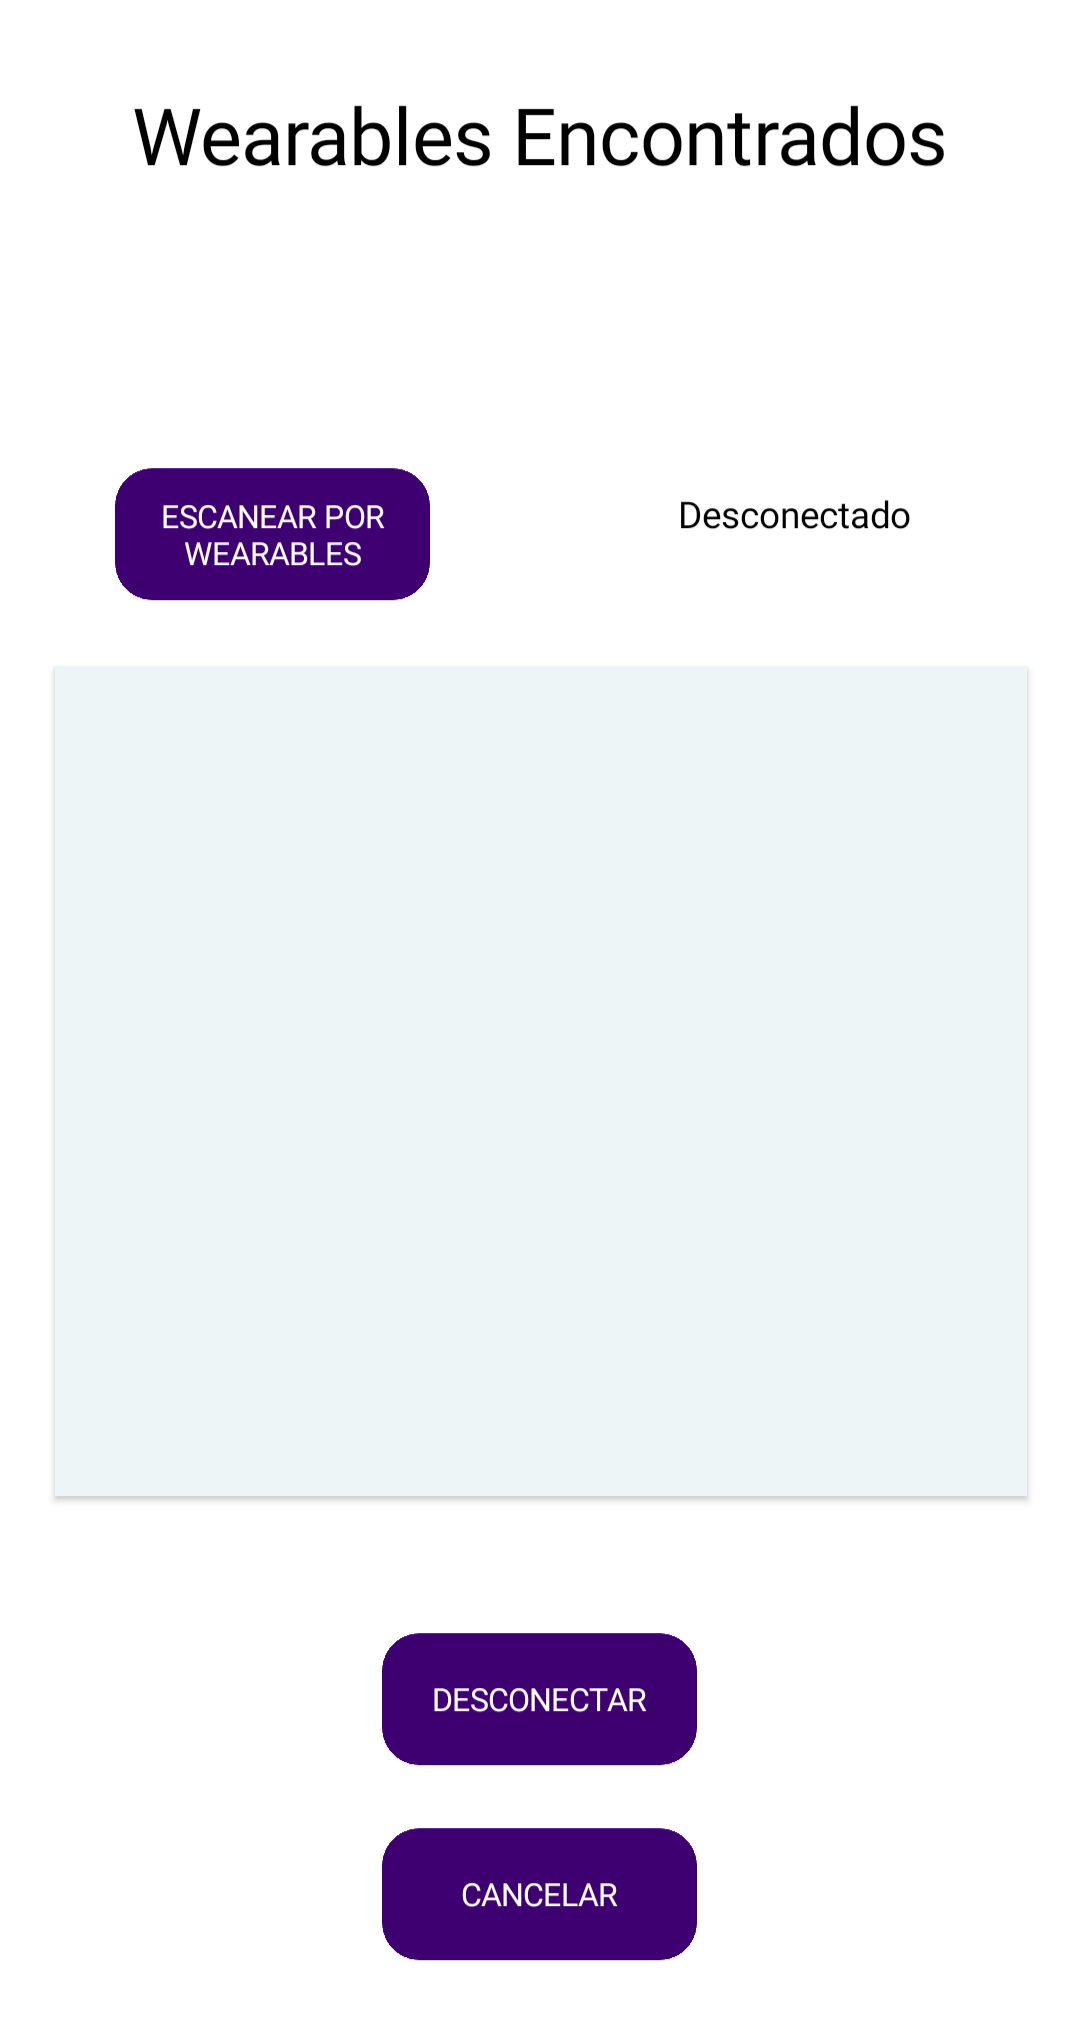 Wearables Encontrados
ESCANEAR POR
WEARABLES
Desconectado
DESCONECTAR
CANCELAR